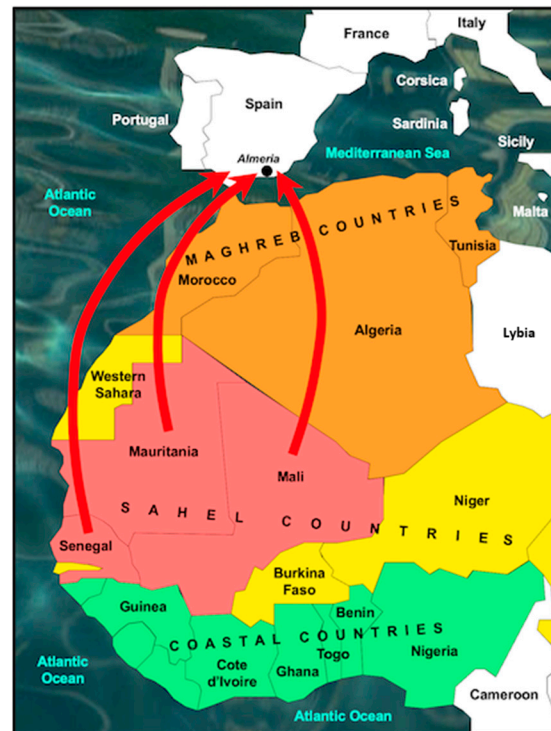 France
Italy
Corsica
Spain
Portugal
Sardinia
Almeria
Mediterranean Sea
Sicily
Atlantic
Ocean
Malta
MAGHREB COUNTRIES
Tunisia
Morocco
Algeria
Lybia
Western
Sahara
Mauritania
Mali
Niger
SAHEL COUNTRIES
Senegal
Burkina
Faso
Guinea
Benin
COASTAL COUNTRIES
Togo
Nigeria
Cote
d'Ivoire
Ghana
Atlantic
Ocean
Cameroon
Atlantic Ocean